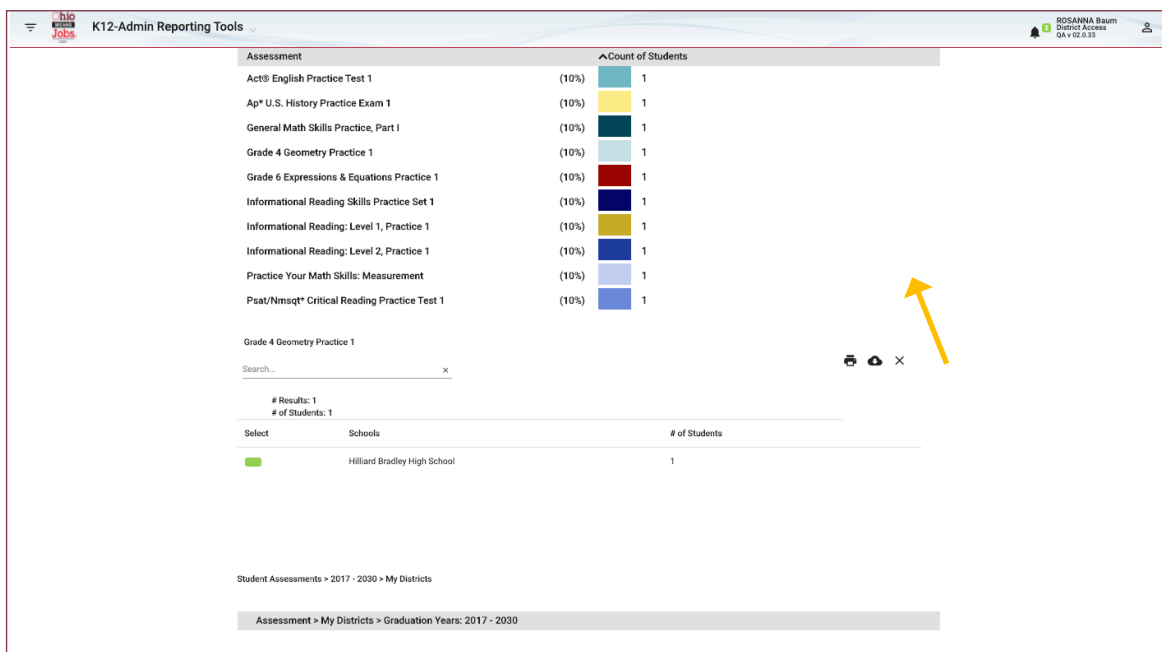 Ohio
MEANS
Jobs
K12-Admin Reporting Tools
2
ROSANNA Baum
District Access
QA v 02.0.33
Assessment Count of Students
Act® English Practice Test 1 (10%) 1
Ap* U.S. History Practice Exam 1 (10%) 1
General Math Skills Practice, Part I (10%) 1
Grade 4 Geometry Practice 1 (10%) 1
Grade 6 Expressions & Equations Practice 1 (10%) 1
Informational Reading Skills Practice Set 1 (10%) 1
Informational Reading: Level 1, Practice 1 (10%) 1
Informational Reading: Level 2, Practice 1 (10%) 1
Practice Your Math Skills: Measurement (10%) 1
Psat/Nmsqt* Critical Reading Practice Test 1 (10%) 1
Grade 4 Geometry Practice 1
Search... ×
# Results: 1
# of Students: 1
Select Schools # of Students
Hilliard Bradley High School 1
Student Assessments > 2017 - 2030 > My Districts
Assessment > My Districts > Graduation Years: 2017 - 2030